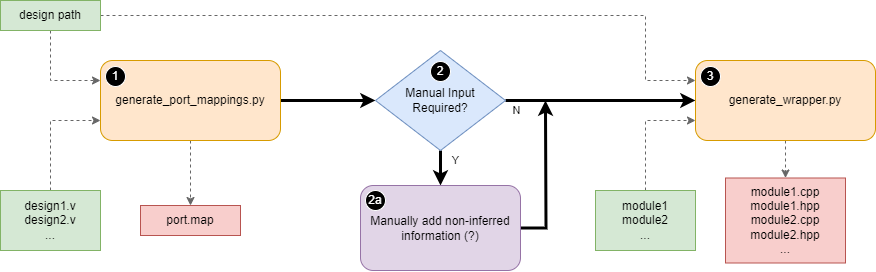 design path
1
generate_port_mappings.py
2
Manual Input
Required?
N
Y
3
generate_wrapper.py
design1.v
design2.v
...
port.map
2a
Manually add non-inferred
information (?)
module1
module2
...
module1.cpp
module1.hpp
module2.cpp
module2.hpp
...